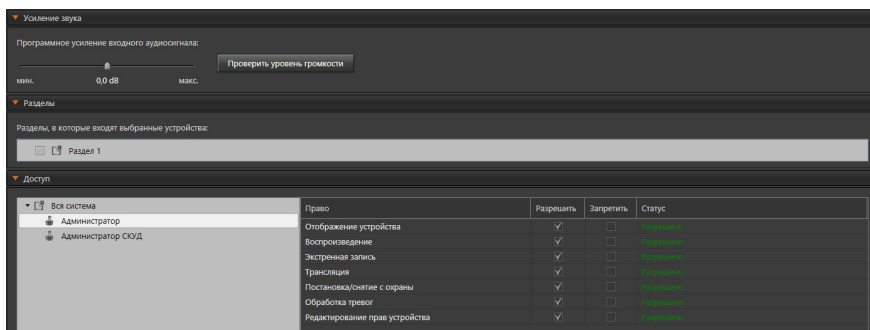 Усиление звука
Программное усиление входного аудиосигнала:
Проверить уровень громкости
мин. 0,0 dB макс.
Разделы
Разделы, в которые входят выбранные устройства:
Раздел 1
Доступ
Вся система
Администратор
Администратор СКУД
Право Разрешить Запретить Статус
Отображение устройства Разрешено
Воспроизведение Разрешено
Экстренная запись Разрешено
Трансляция Разрешено
Постановка/снятие с охраны Разрешено
Обработка тревог Разрешено
Редактирование прав устройства Разрешено